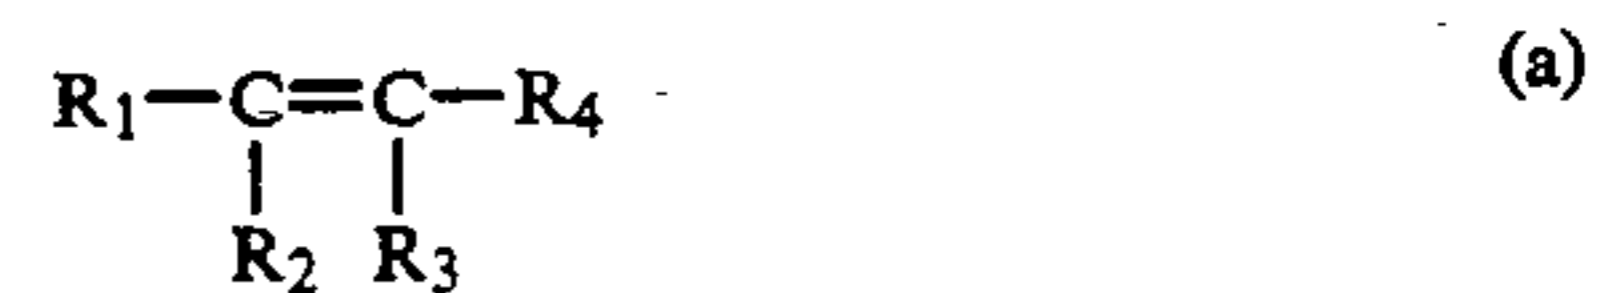 R₁—C=C—R₄ (a)
R₂ R₃